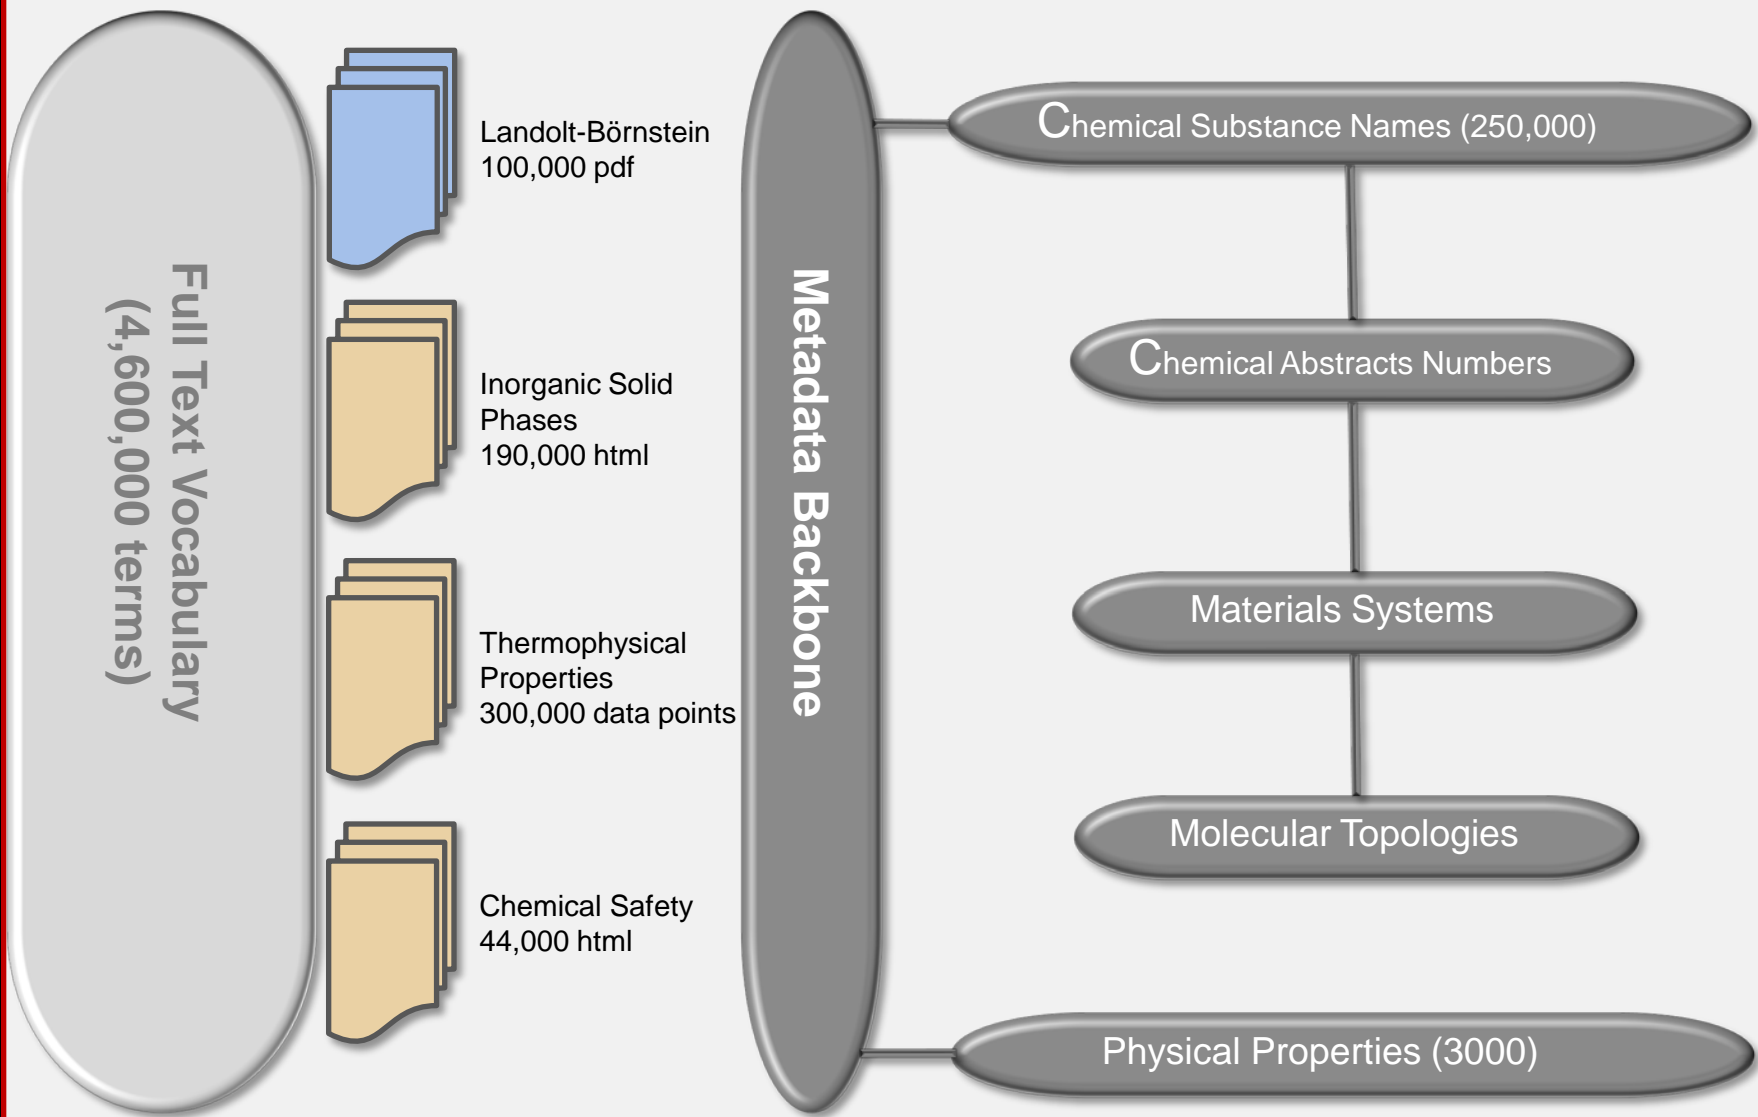 Full Text Vocabulary
(4,600,000 terms)
Landolt-Börnstein
100,000 pdf
Inorganic Solid
Phases
190,000 html
Thermophysical
Properties
300,000 data points
Chemical Safety
44,000 html
Metadata Backbone
Chemical Substance Names (250,000)
Chemical Abstracts Numbers
Materials Systems
Molecular Topologies
Physical Properties (3000)